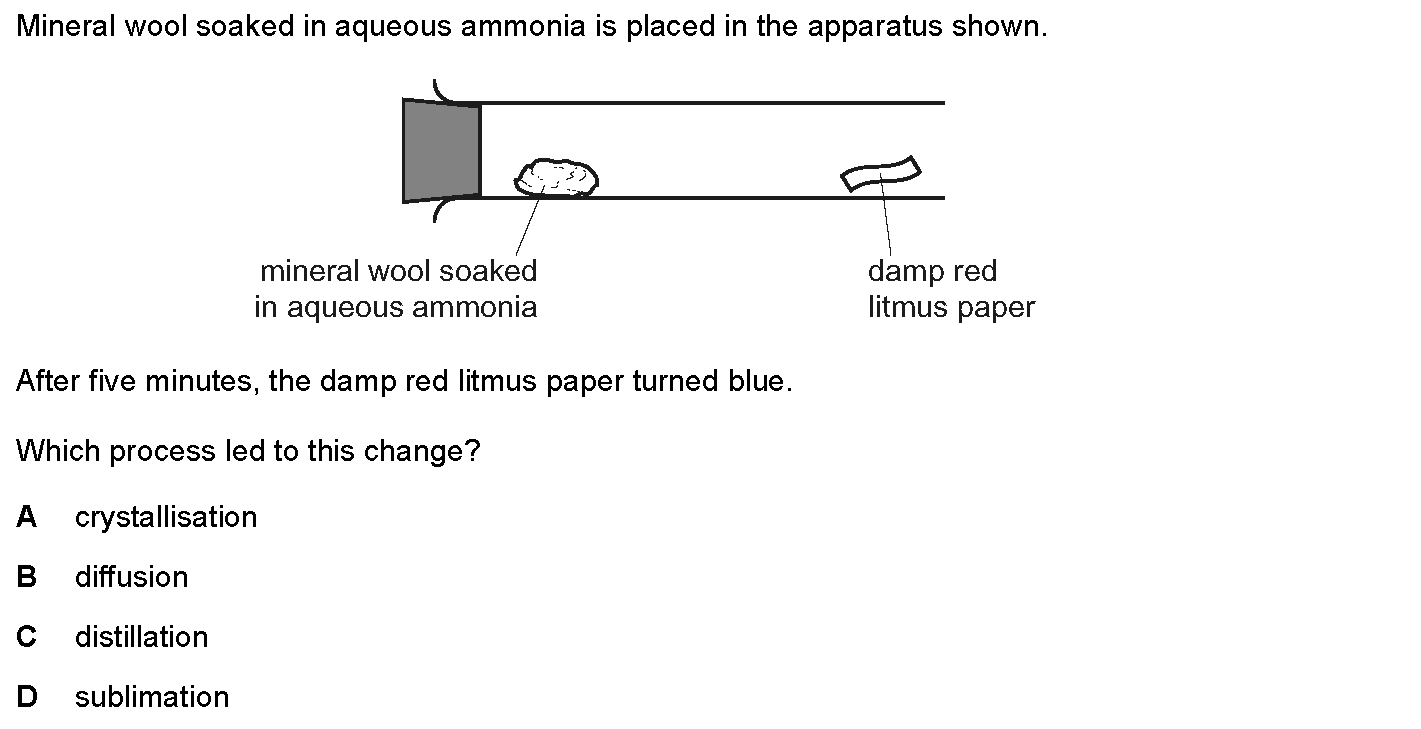 Mineral wool soaked in aqueous ammonia is placed in the apparatus shown.
mineral wool soaked
in aqueous ammonia
damp red
litmus paper
After five minutes, the damp red litmus paper turned blue.
Which process led to this change?
A crystallisation
B diffusion
C distillation
D sublimation